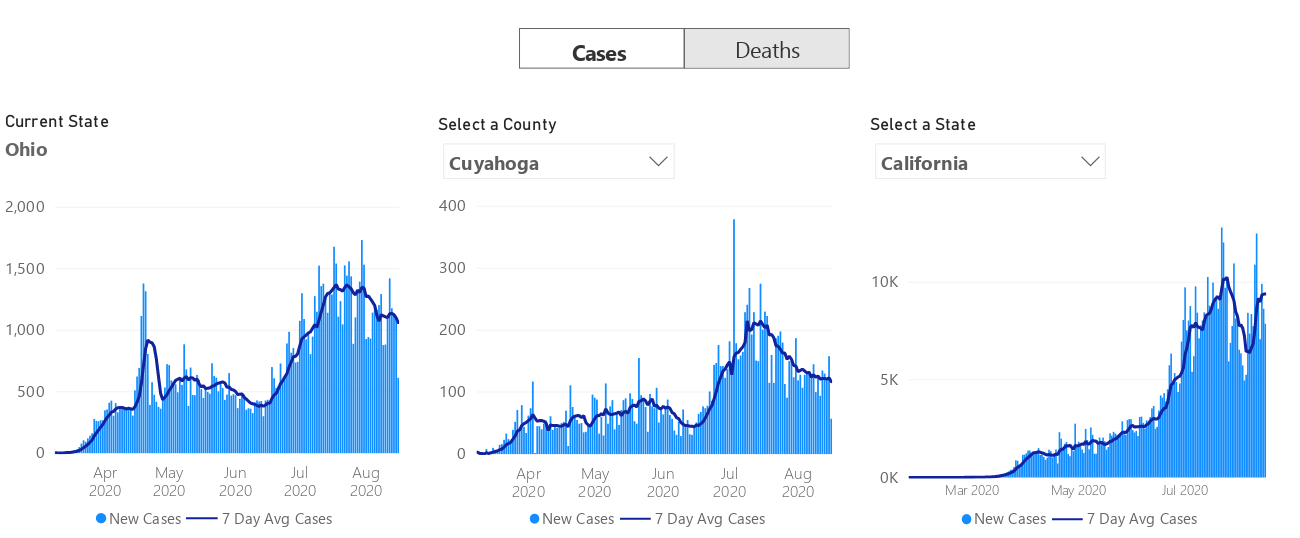 Cases Deaths
Current State
Ohio
2,000
1,500
1,000
500
0
Apr 2020 May 2020 Jun 2020 Jul 2020 Aug 2020
New Cases 7 Day Avg Cases
Select a County
Cuyahoga
400
300
200
100
0
Apr 2020 May 2020 Jun 2020 Jul 2020 Aug 2020
New Cases 7 Day Avg Cases
Select a State
California
10K
5K
0K
Mar 2020 May 2020 Jul 2020
New Cases 7 Day Avg Cases